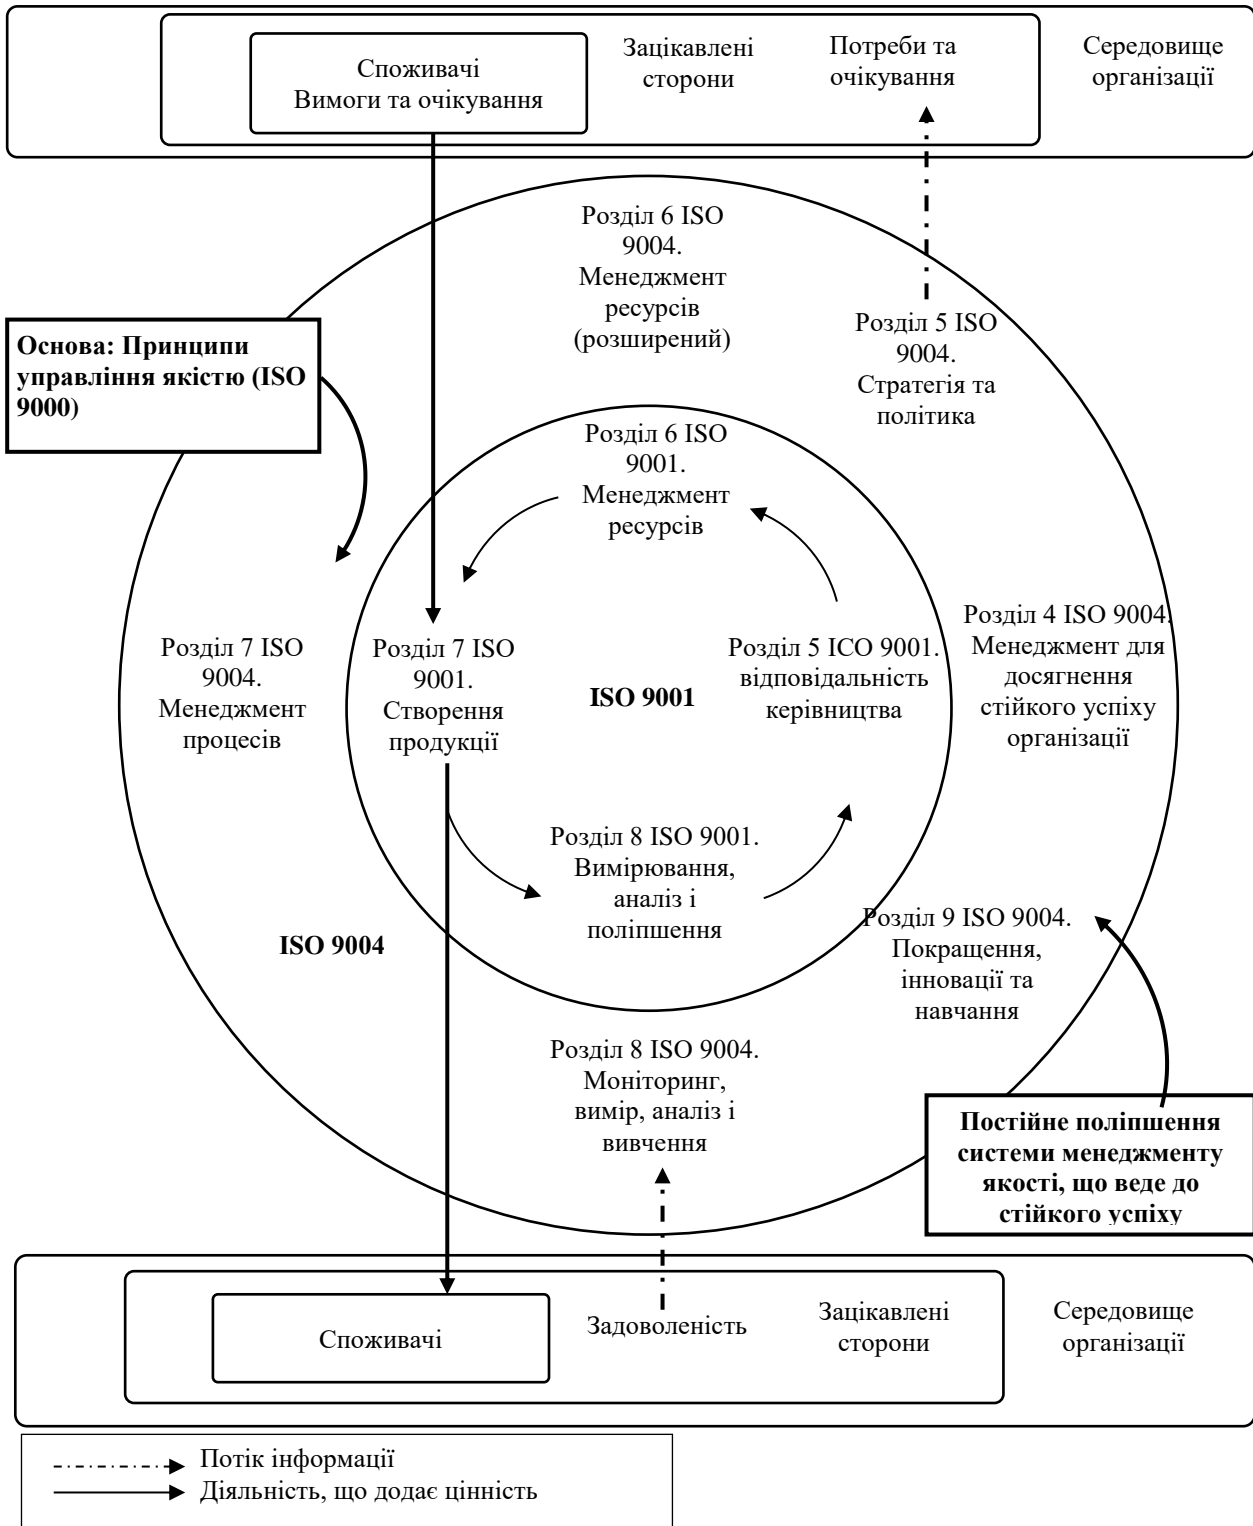 Споживачі
Вимоги та очікування
Зацікавлені
сторони
Потреби та
очікування
Середовище
організації
Розділ 6 ISO
9004.
Менеджмент
ресурсів
(розширений)
Розділ 5 ISO
9004.
Стратегія та
політика
Основа: Принципи
управління якістю (ISO
9000)
Розділ 6 ISO
9001.
Менеджмент
ресурсів
Розділ 7 ISO
9004.
Менеджмент
процесів
Розділ 7 ISO
9001.
Створення
продукції
ISO 9001
Розділ 5 ІСО 9001.
відповідальність
керівництва
Розділ 4 ISO 9004.
Менеджмент для
досягнення
стійкого успіху
організації
Розділ 8 ISO 9001.
Вимірювання,
аналіз і
поліпшення
ISO 9004
Розділ 9 ISO 9004.
Покращення,
інновації та
навчання
Розділ 8 ISO 9004.
Моніторинг,
вимір, аналіз і
вивчення
Постійне поліпшення
системи менеджменту
якості, що веде до
стійкого успіху
Споживачі
Задоволеність
Зацікавлені
сторони
Середовище
організації
Потік інформації
Діяльність, що додає цінність